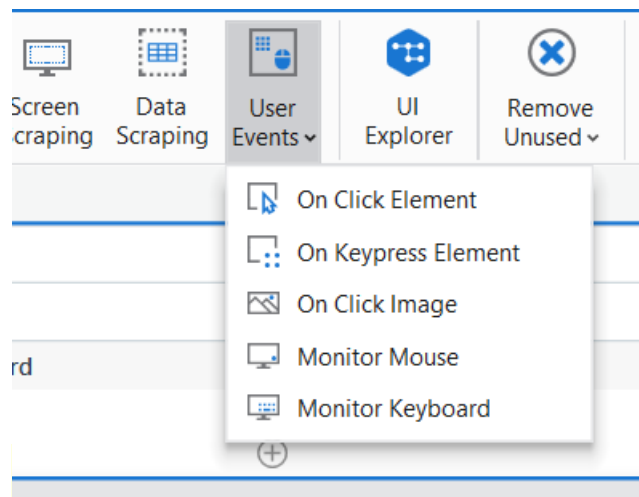 Screen
Scraping
Data
Scraping
User
Events
UI
Explorer
Remove
Unused
On Click Element
On Keypress Element
On Click Image
Monitor Mouse
Monitor Keyboard
rd